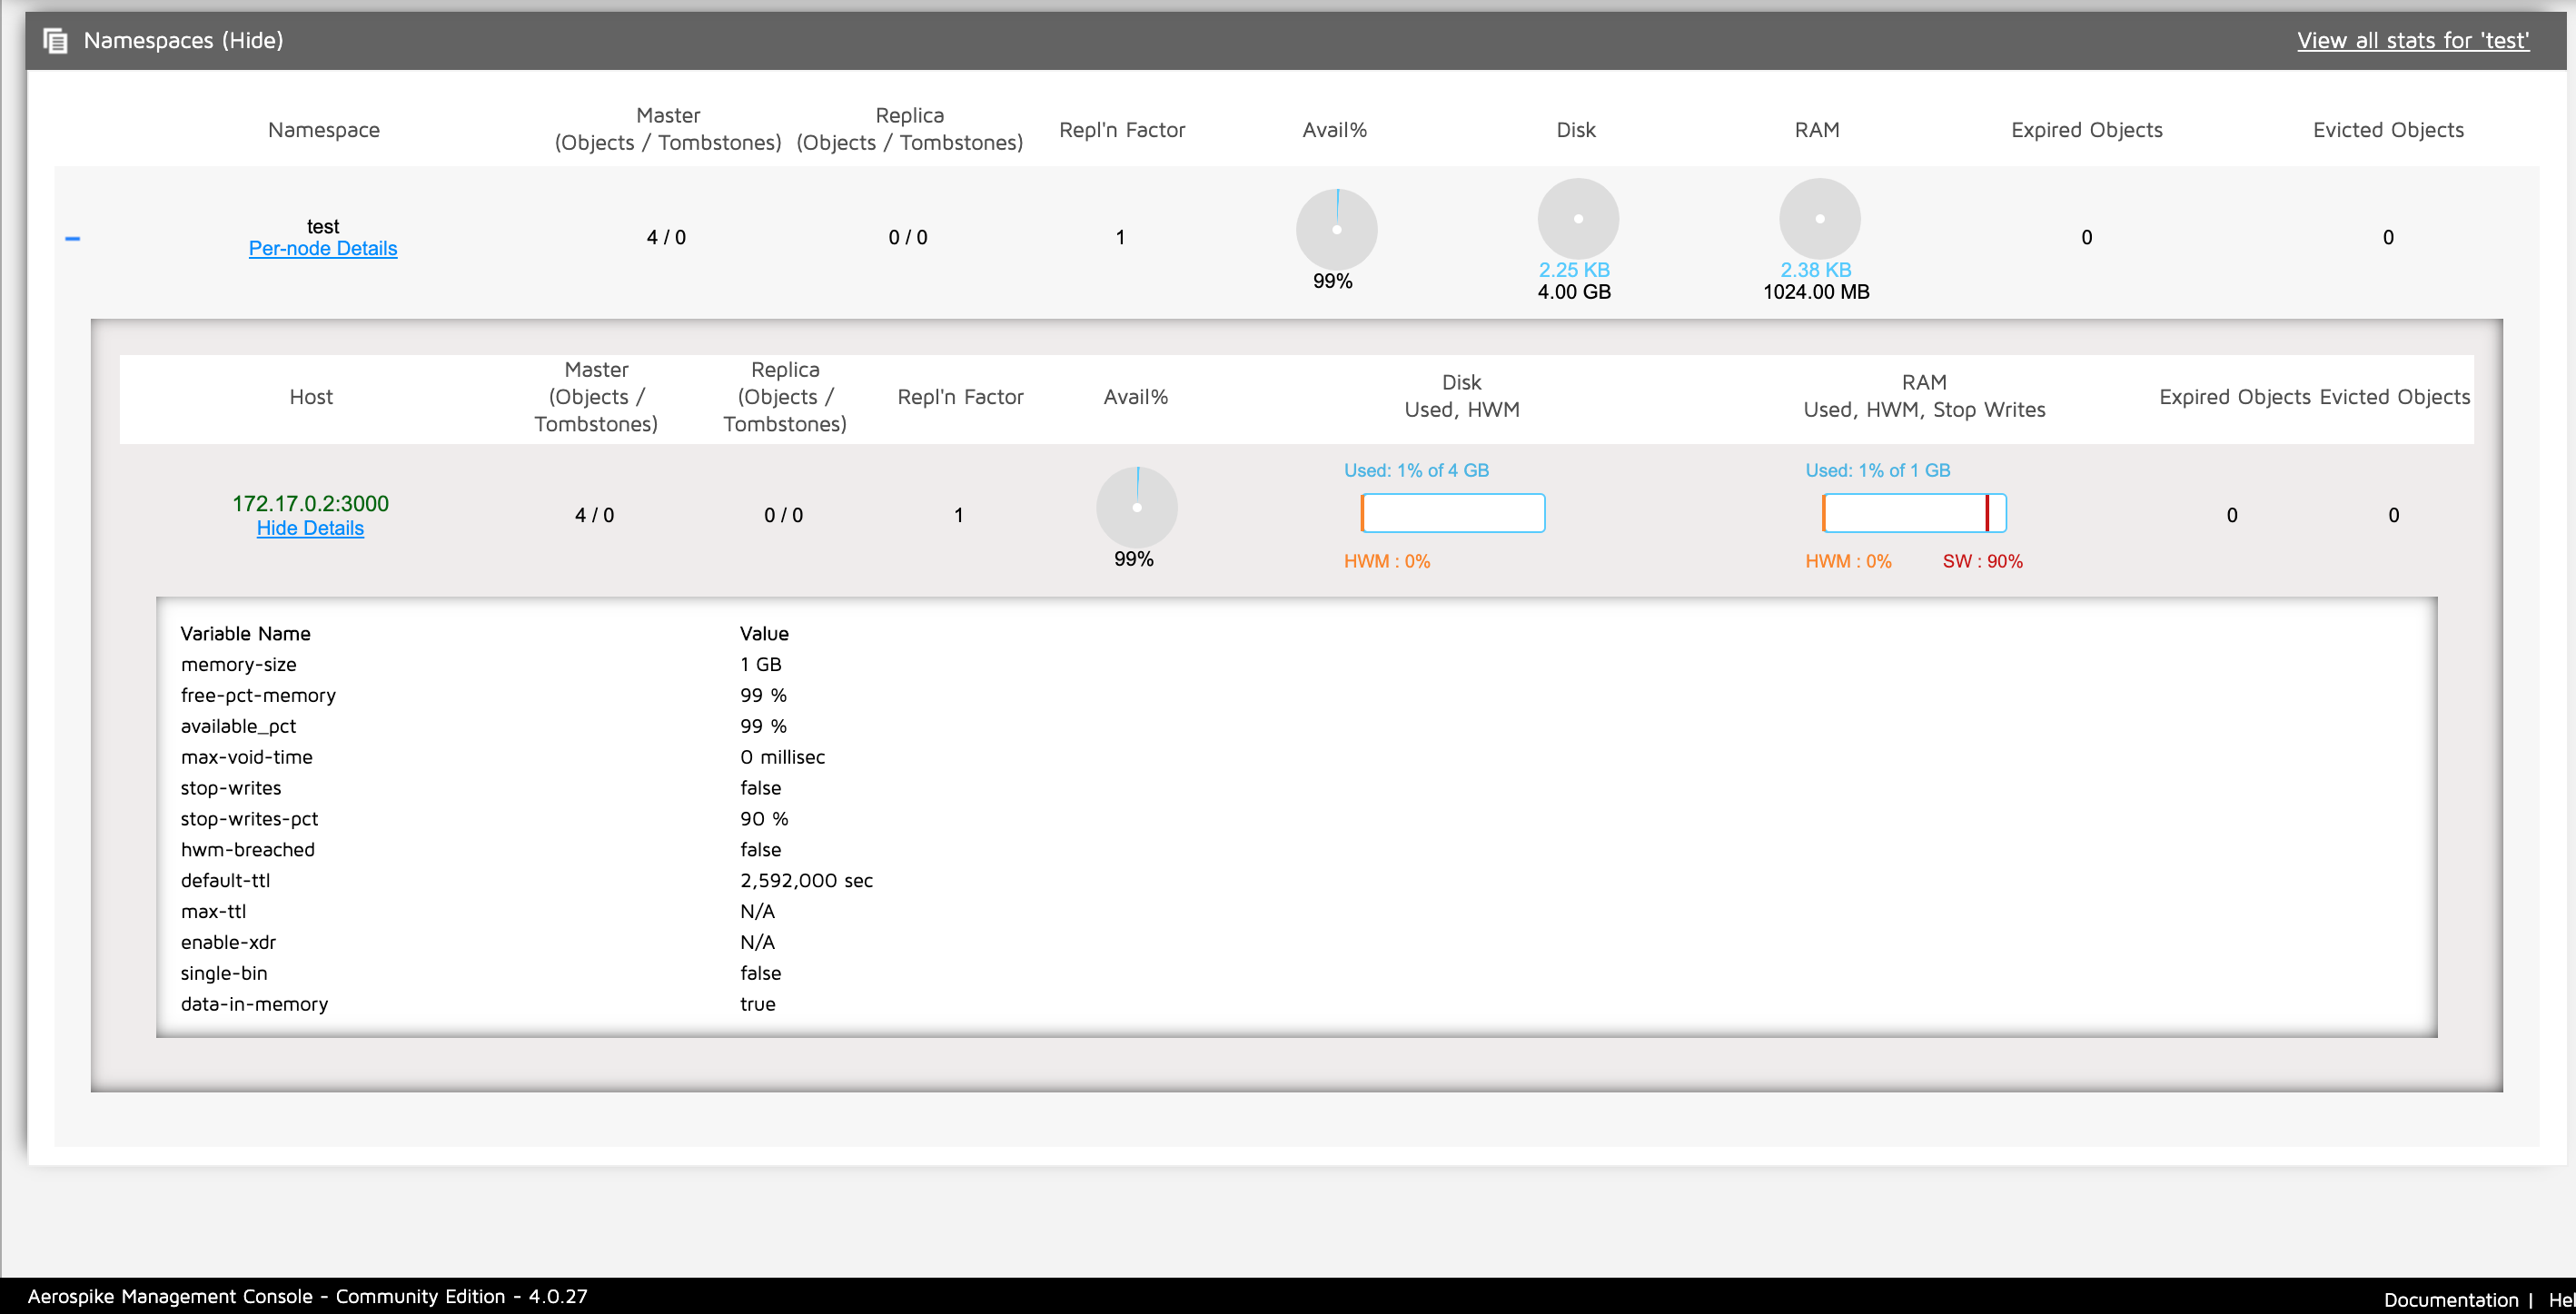 Namespaces (Hide)
View all stats for 'test'
Namespace
Master
(Objects / Tombstones)
Replica
(Objects / Tombstones)
Repl'n Factor
Avail%
Disk
RAM
Expired Objects
Evicted Objects
test
Per-node Details
4 / 0
0 / 0
1
99%
2.25 KB
4.00 GB
2.38 KB
1024.00 MB
0
0
Host
Master
(Objects /
Tombstones)
Replica
(Objects /
Tombstones)
Repl'n Factor
Avail%
Disk
Used, HWM
RAM
Used, HWM, Stop Writes
Expired Objects
Evicted Objects
172.17.0.2:3000
Hide Details
4 / 0
0 / 0
1
99%
Used: 1% of 4 GB
HWM : 0%
Used: 1% of 1 GB
HWM : 0%
SW : 90%
0
0
Variable Name Value
memory-size 1 GB
free-pct-memory 99 %
available_pct 99 %
max-void-time 0 millisec
stop-writes false
stop-writes-pct 90 %
hwm-breached false
default-ttl 2,592,000 sec
max-ttl N/A
enable-xdr N/A
single-bin false
data-in-memory true
Aerospike Management Console - Community Edition - 4.0.27
Documentation |